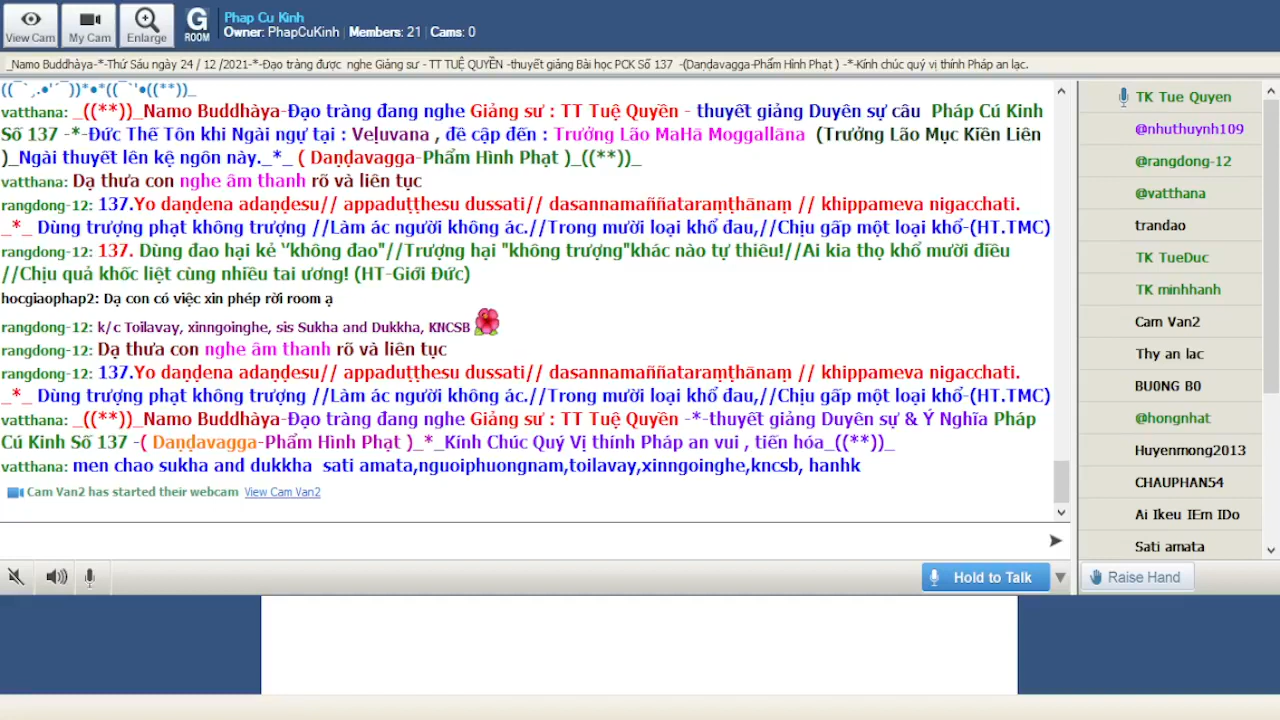 View Cam
My Cam
Enlarge
G
ROOM
Phap Cu Kinh
Owner: PhapCuKinh | Members: 21 | Cams: 0
_Namo Buddhàya-*-Thứ Sáu ngày 24 / 12 /2021-*-Đạo tràng được nghe Giảng sư - TT TUỆ QUYỀN -thuyết giảng Bài học PCK Số 137 -(Daṇḍavagga-Phẩm Hình Phạt ) -*-Kính chúc quý vị thính Pháp an lạc.
((¯`¸.•´´¯))*•*((¯`'•((**))_
vatthana: _((**))_Namo Buddhàya-Đạo tràng đang nghe Giảng sư : TT Tuệ Quyền - thuyết giảng Duyên sự câu Pháp Cú Kinh
Số 137 -*-Đức Thế Tôn khi Ngài ngự tại : Veḷuvana , đề cập đến : Trưởng Lão MaHā Moggallāna (Trưởng Lão Mục Kiền Liên
)_Ngài thuyết lên kệ ngôn này._*_ ( Daṇḍavagga-Phẩm Hình Phạt )_((**))_
vatthana: Dạ thưa con nghe âm thanh rõ và liên tục
rangdong-12: 137.Yo daṇḍena adaṇḍesu// appaduṭṭhesu dussati// dasannamaññataraṃṭhānaṃ // khippameva nigacchati.
_*_ Dùng trượng phạt không trượng //Làm ác người không ác.//Trong mười loại khổ đau,//Chịu gấp một loại khổ-(HT.TMC)
rangdong-12: 137. Dùng đao hại kẻ ‟không đao"//Trượng hại "không trượng"khác nào tự thiêu!//Ai kia thọ khổ mười điều
//Chịu quả khốc liệt cùng nhiều tai ương! (HT-Giới Đức)
hocgiaophap2: Dạ con có việc xin phép rời room ạ
rangdong-12: k/c Toilavay, xinngoinghe, sis Sukha and Dukkha, KNCSB
rangdong-12: Dạ thưa con nghe âm thanh rõ và liên tục
rangdong-12: 137.Yo daṇḍena adaṇḍesu// appaduṭṭhesu dussati// dasannamaññataraṃṭhānaṃ // khippameva nigacchati.
_*_ Dùng trượng phạt không trượng //Làm ác người không ác.//Trong mười loại khổ đau,//Chịu gấp một loại khổ-(HT.TMC)
vatthana: _((**))_Namo Buddhàya-Đạo tràng đang nghe Giảng sư : TT Tuệ Quyền -*-thuyết giảng Duyên sự & Ý Nghĩa Pháp
Cú Kinh Số 137 -( Daṇḍavagga-Phẩm Hình Phạt )_*_Kính Chúc Quý Vị thính Pháp an vui , tiến hóa_((**))_
vatthana: men chao sukha and dukkha sati amata,nguoiphuongnam,toilavay,xinngoinghe,kncsb, hanhk
Cam Van2 has started their webcam View Cam Van2
Hold to Talk
TK Tue Quyen
@nhuthuynh109
@rangdong-12
@vatthana
trandao
TK TueDuc
TK minhhanh
Cam Van2
Thy an lac
BU0NG B0
@hongnhat
Huyenmong2013
CHAUPHAN54
Ai Ikeu IEm IDo
Sati amata
Raise Hand